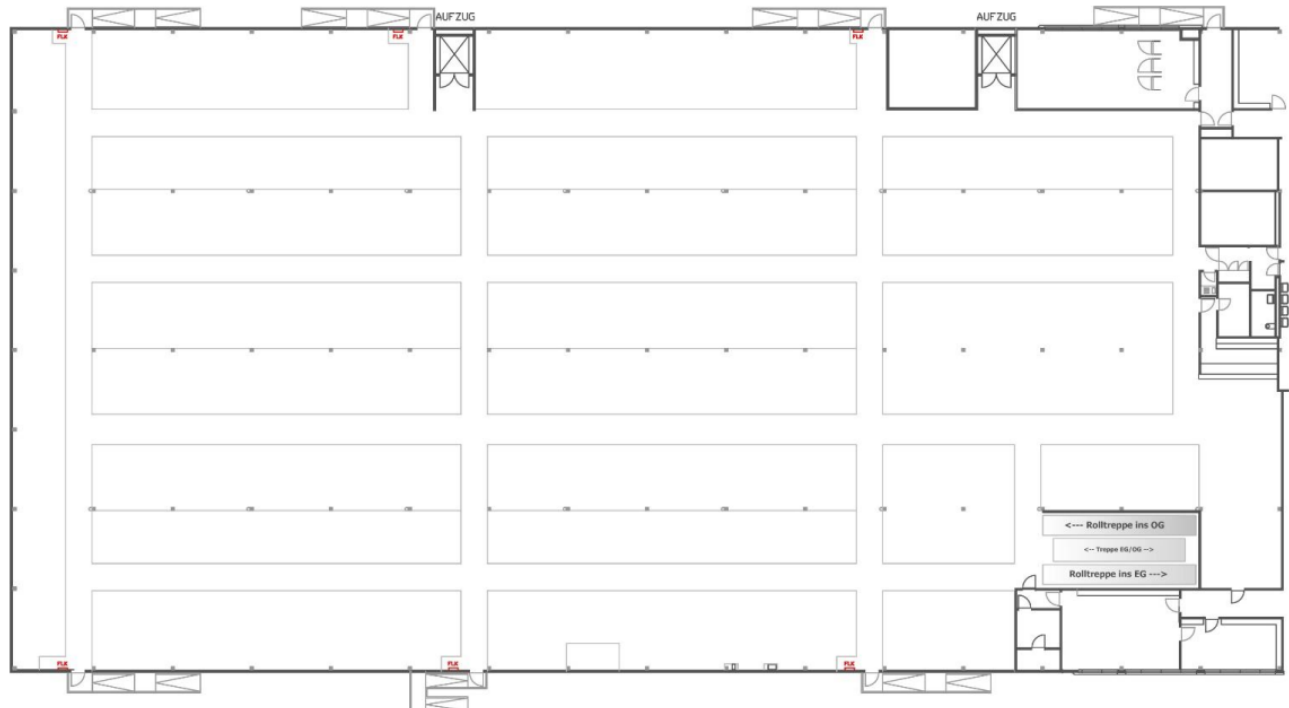 AUFZUG
AUFZUG
FLK
FLK
FLK
<--- Rolltreppe ins OG
<-- Treppe EG/OG -->
Rolltreppe ins EG --->
FLK
FLK
FLK